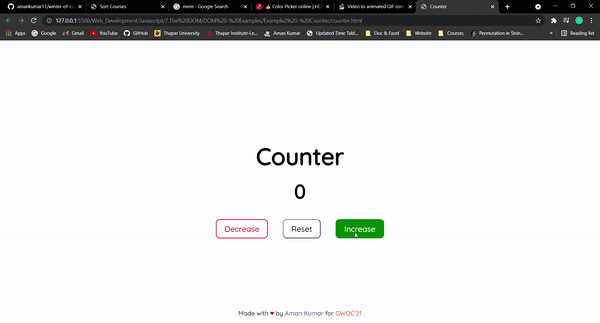 amankumar11/winter-of-co
Sort Courses
mem - Google Search
Color Picker online | HE
Video to animated GIF con
Counter
127.0.0.1:5500/Web_Development/Javascript/7.The%20DOM/DOM%20-%20Examples/Example2%20-%20Counter/counter.html
Apps Google Gmail YouTube GitHub Thapar University Thapar Institute-Le... Aman Kumar Updated Time Tabl... Doc & Excel Website Courses Permutation in Strin... » Reading list
Counter
0
Decrease Reset Increase
Made with ♥ by Aman Kumar for GWOC'21